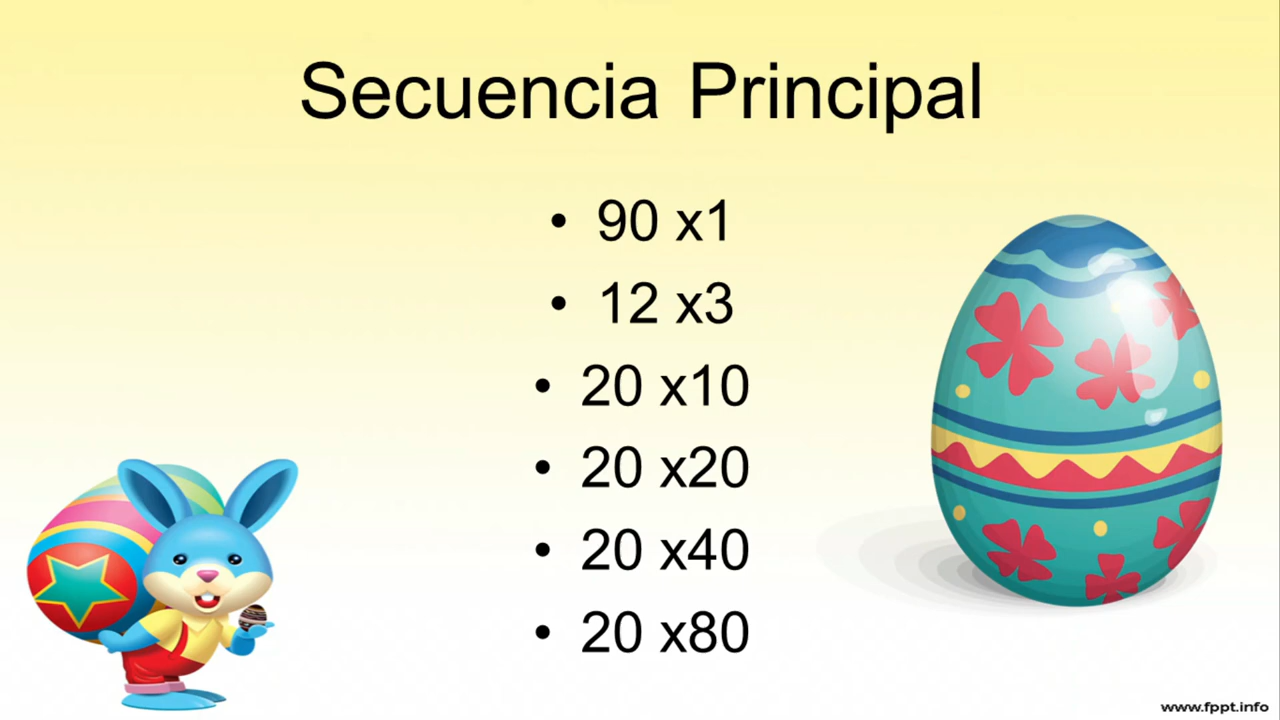 Secuencia Principal
• 90 x1
• 12 x3
• 20 x10
• 20 x20
• 20 x40
• 20 x80
www.fppt.info